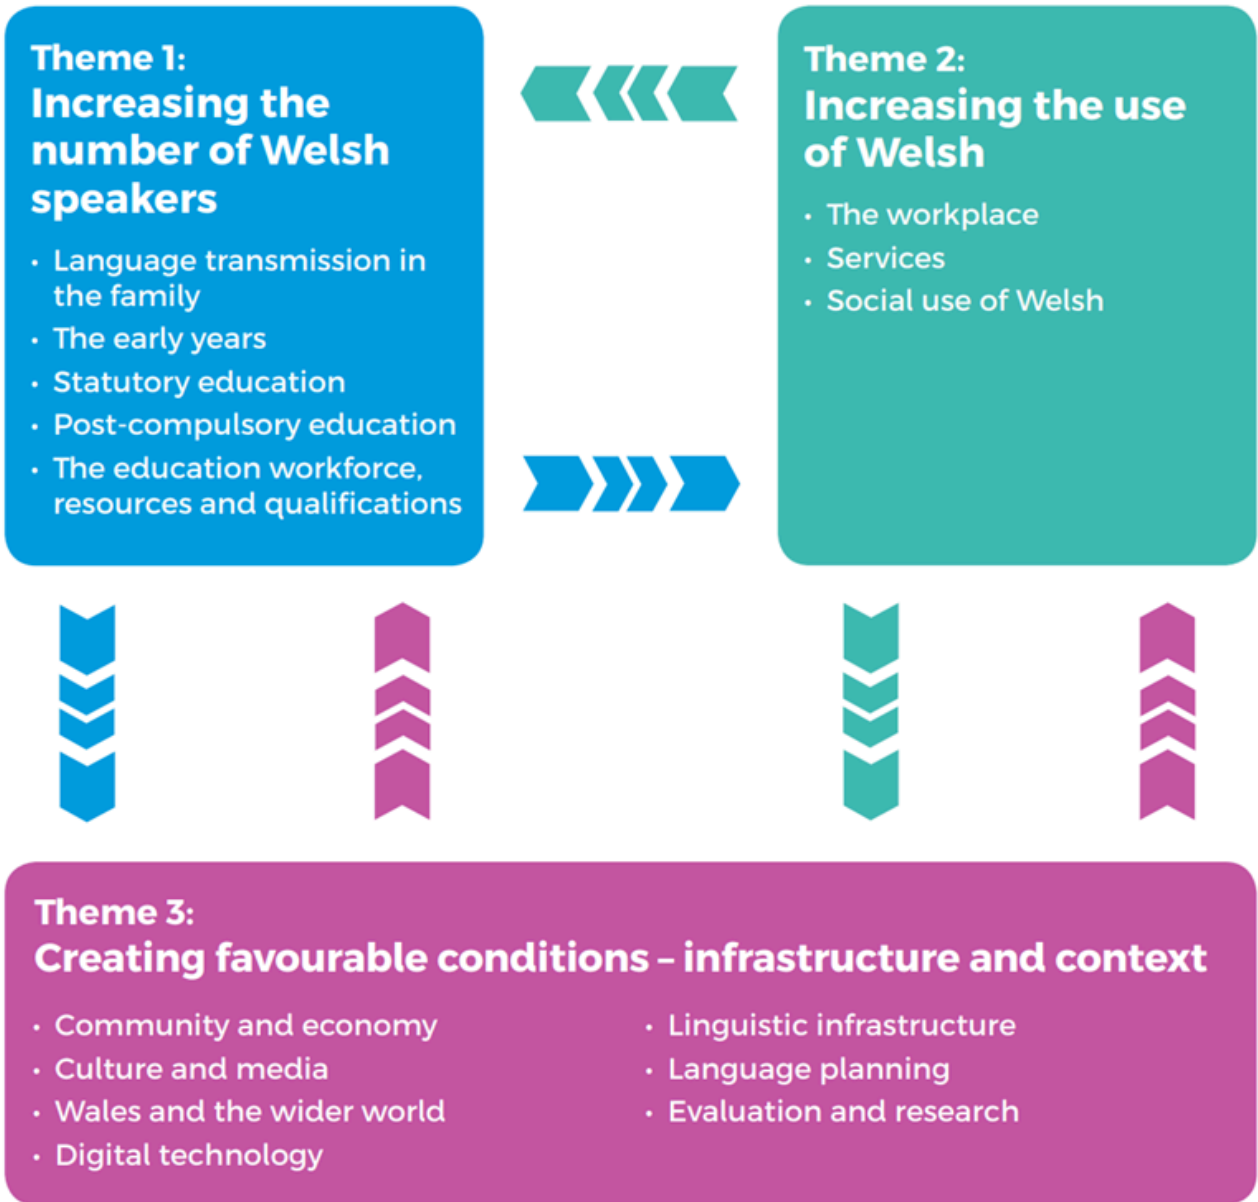 Theme 1:
Increasing the
number of Welsh
speakers
• Language transmission in
the family
• The early years
• Statutory education
• Post-compulsory education
• The education workforce,
resources and qualifications
Theme 2:
Increasing the use
of Welsh
• The workplace
• Services
• Social use of Welsh
Theme 3:
Creating favourable conditions – infrastructure and context
• Community and economy
• Culture and media
• Wales and the wider world
• Digital technology
• Linguistic infrastructure
• Language planning
• Evaluation and research